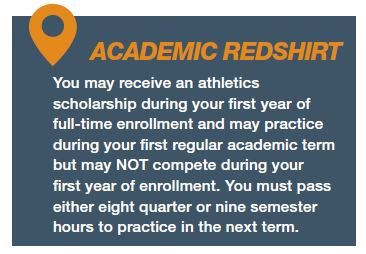 ACADEMIC REDSHIRT
You may receive an athletics
scholarship during your first year of
full-time enrollment and may practice
during your first regular academic term
but may NOT compete during your
first year of enrollment. You must pass
either eight quarter or nine semester
hours to practice in the next term.